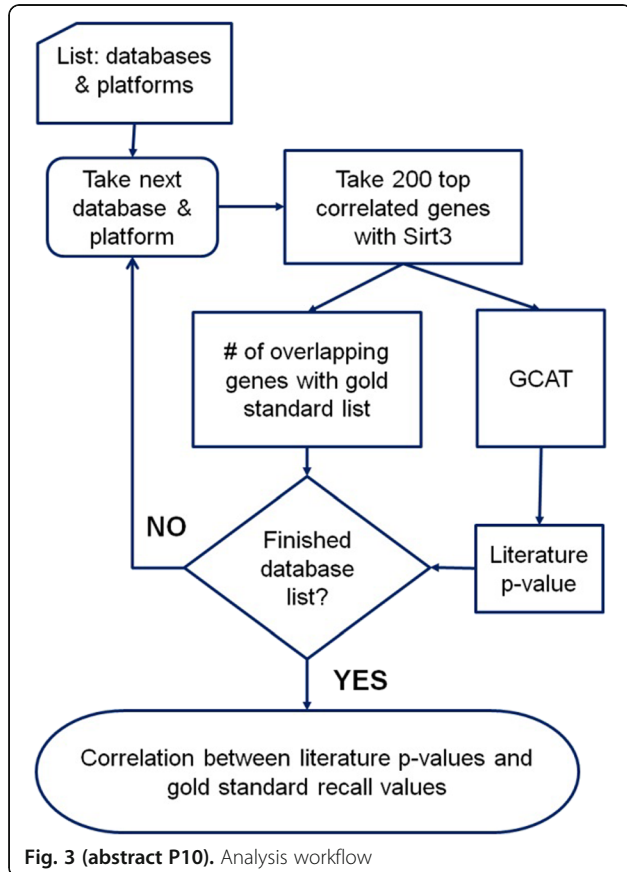 List: databases
& platforms
Take next
database &
platform
Take 200 top
correlated genes
with Sirt3
# of overlapping
genes with gold
standard list
GCAT
NO
Finished
database
list?
Literature
p-value
YES
Correlation between literature p-values and
gold standard recall values
Fig. 3 (abstract P10). Analysis workflow